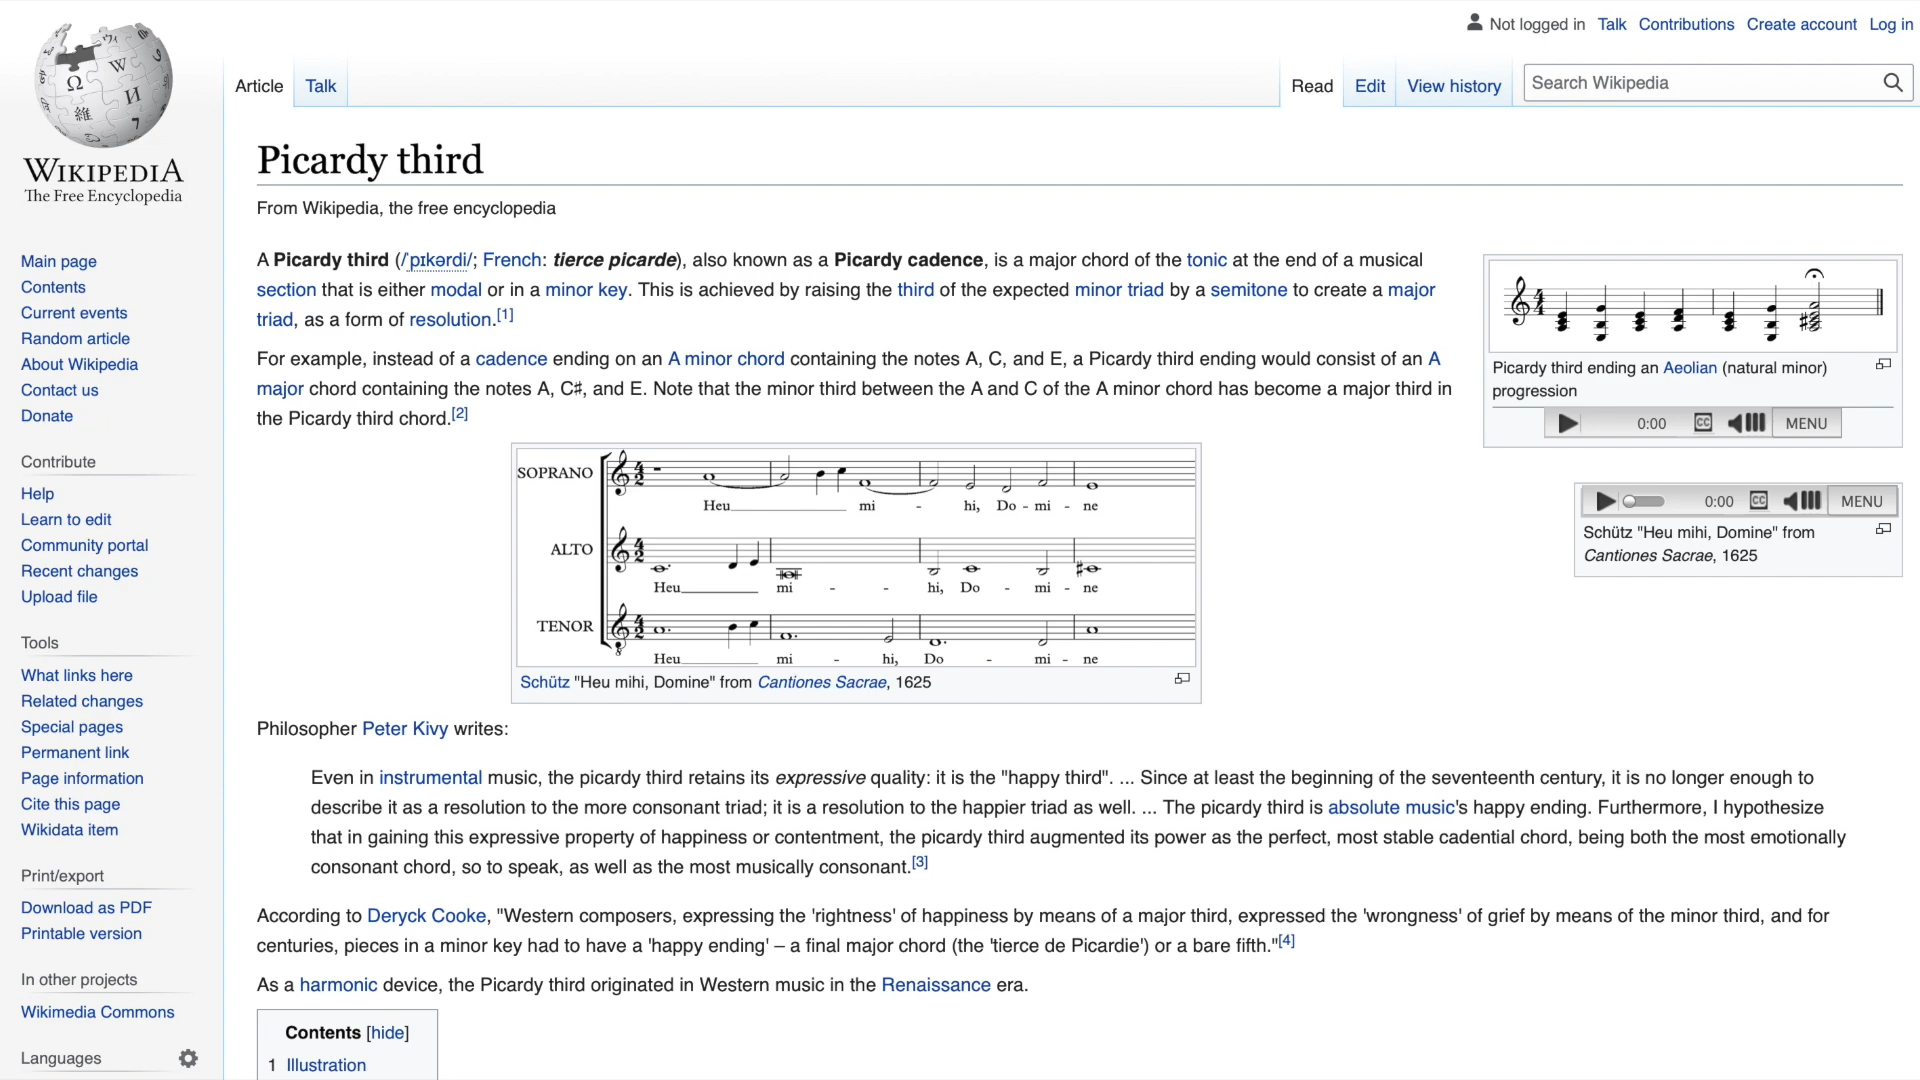 Not logged in Talk Contributions Create account Log in
Article Talk Read Edit View history Search Wikipedia
WIKIPEDIA
The Free Encyclopedia
Main page
Contents
Current events
Random article
About Wikipedia
Contact us
Donate
Contribute
Help
Learn to edit
Community portal
Recent changes
Upload file
Tools
What links here
Related changes
Special pages
Permanent link
Page information
Cite this page
Wikidata item
Print/export
Download as PDF
Printable version
In other projects
Wikimedia Commons
Languages
Picardy third
From Wikipedia, the free encyclopedia
A Picardy third (/ˈpɪkərdi/; French: tierce picarde), also known as a Picardy cadence, is a major chord of the tonic at the end of a musical
section that is either modal or in a minor key. This is achieved by raising the third of the expected minor triad by a semitone to create a major
triad, as a form of resolution.[1]
For example, instead of a cadence ending on an A minor chord containing the notes A, C, and E, a Picardy third ending would consist of an A
major chord containing the notes A, C♯, and E. Note that the minor third between the A and C of the A minor chord has become a major third in
the Picardy third chord.[2]
Picardy third ending an Aeolian (natural minor)
progression
0:00 CC MENU
0:00 CC MENU
Schütz "Heu mihi, Domine" from
Cantiones Sacrae, 1625
SOPRANO
Heu mi - hi, Do - mi - ne
ALTO
Heu mi - - hi, Do - mi - ne
TENOR
8
Heu mi - hi, Do - mi - ne
Schütz "Heu mihi, Domine" from Cantiones Sacrae, 1625
Philosopher Peter Kivy writes:
Even in instrumental music, the picardy third retains its expressive quality: it is the "happy third". ... Since at least the beginning of the seventeenth century, it is no longer enough to
describe it as a resolution to the more consonant triad; it is a resolution to the happier triad as well. ... The picardy third is absolute music's happy ending. Furthermore, I hypothesize
that in gaining this expressive property of happiness or contentment, the picardy third augmented its power as the perfect, most stable cadential chord, being both the most emotionally
consonant chord, so to speak, as well as the most musically consonant.[3]
According to Deryck Cooke, "Western composers, expressing the 'rightness' of happiness by means of a major third, expressed the 'wrongness' of grief by means of the minor third, and for
centuries, pieces in a minor key had to have a 'happy ending' – a final major chord (the 'tierce de Picardie') or a bare fifth."[4]
As a harmonic device, the Picardy third originated in Western music in the Renaissance era.
Contents [hide]
1 Illustration